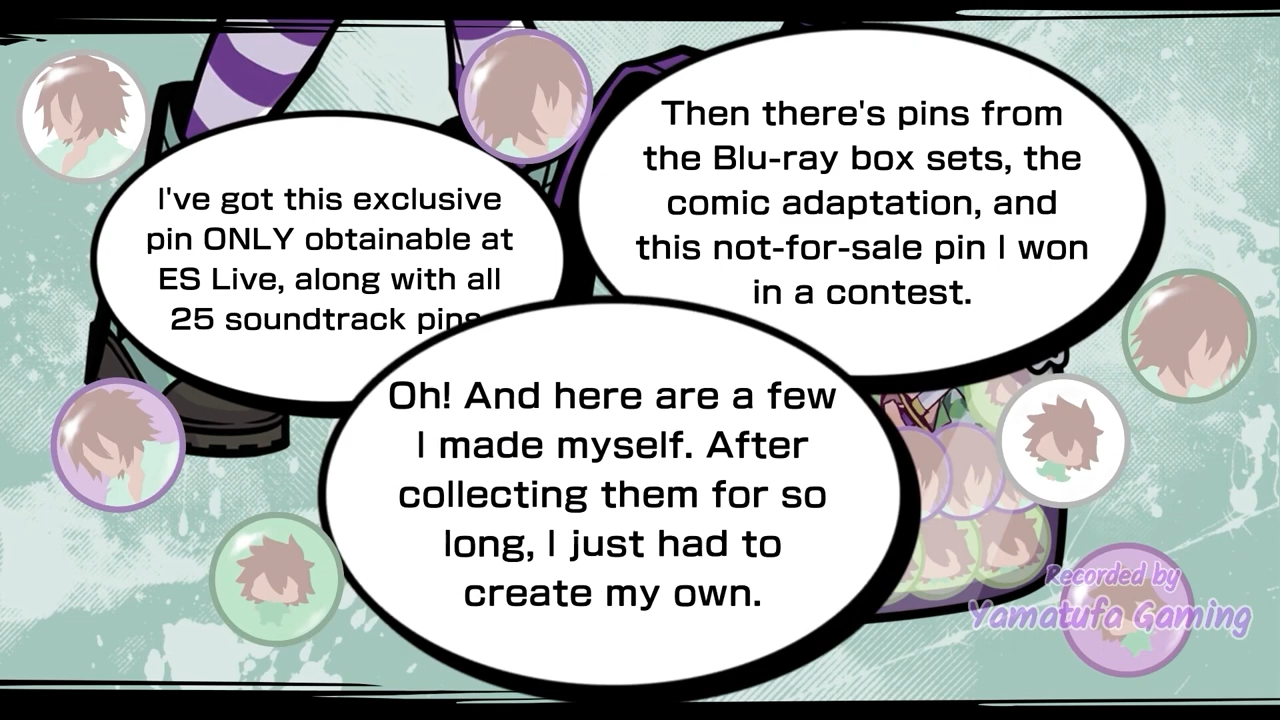 I've got this exclusive
pin ONLY obtainable at
ES Live, along with all
25 soundtrack pins
Then there's pins from
the Blu-ray box sets, the
comic adaptation, and
this not-for-sale pin I won
in a contest.
Oh! And here are a few
I made myself. After
collecting them for so
long, I just had to
create my own.
Recorded by
Yamatufa Gaming